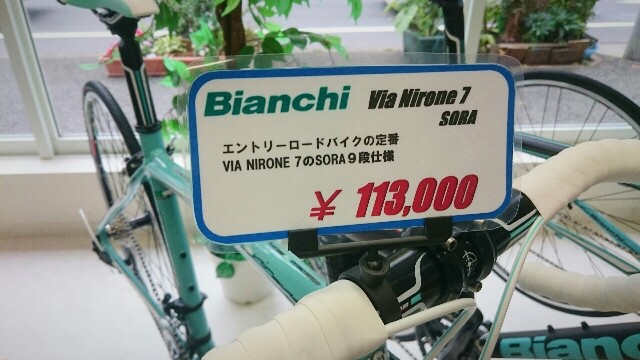 Bianchi Via Nirone 7
SORA
エントリーロードバイクの定番
VIA NIRONE 7のSORA９段仕様
￥ 113,000
Bianchi